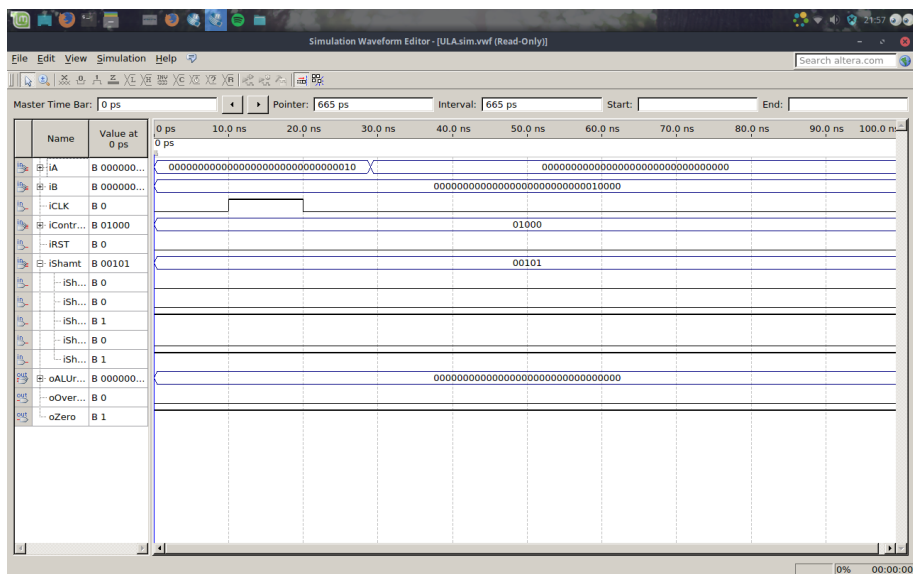 21:57
Simulation Waveform Editor - [ULA.sim.vwf (Read-Only)]
File Edit View Simulation Help
Search altera.com
Master Time Bar: 0 ps Pointer: 665 ps Interval: 665 ps Start: End:
Name Value at 0 ps
0 ps 10.0 ns 20.0 ns 30.0 ns 40.0 ns 50.0 ns 60.0 ns 70.0 ns 80.0 ns 90.0 ns 100.0 ns
0 ps
iA B 000000... 00000000000000000000000000000010 00000000000000000000000000000000
iB B 000000... 00000000000000000000000000010000
iCLK B 0
iContr... B 01000 01000
iRST B 0
iShamt B 00101 00101
iSh... B 0
iSh... B 0
iSh... B 1
iSh... B 0
iSh... B 1
oALUr... B 000000... 00000000000000000000000000000000
oOver... B 0
oZero B 1
0% 00:00:00